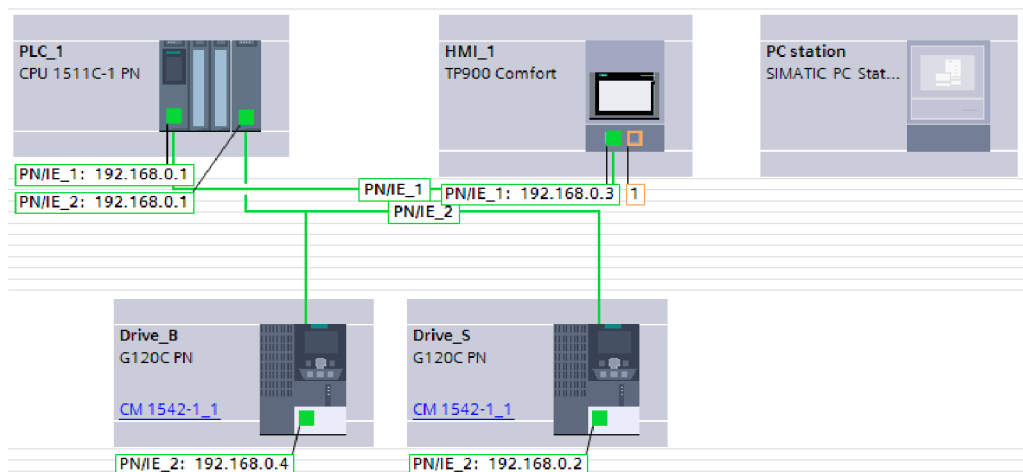 PLC_1
CPU 1511C-1 PN
HMI_1
TP900 Comfort
PC station
SIMATIC PC Stat...
PN/IE_1: 192.168.0.1
PN/IE_2: 192.168.0.1
PN/IE_1
PN/IE_1: 192.168.0.3
1
PN/IE_2
Drive_B
G120C PN
CM 1542-1_1
Drive_S
G120C PN
CM 1542-1_1
PN/IE_2: 192.168.0.4
PN/IE_2: 192.168.0.2